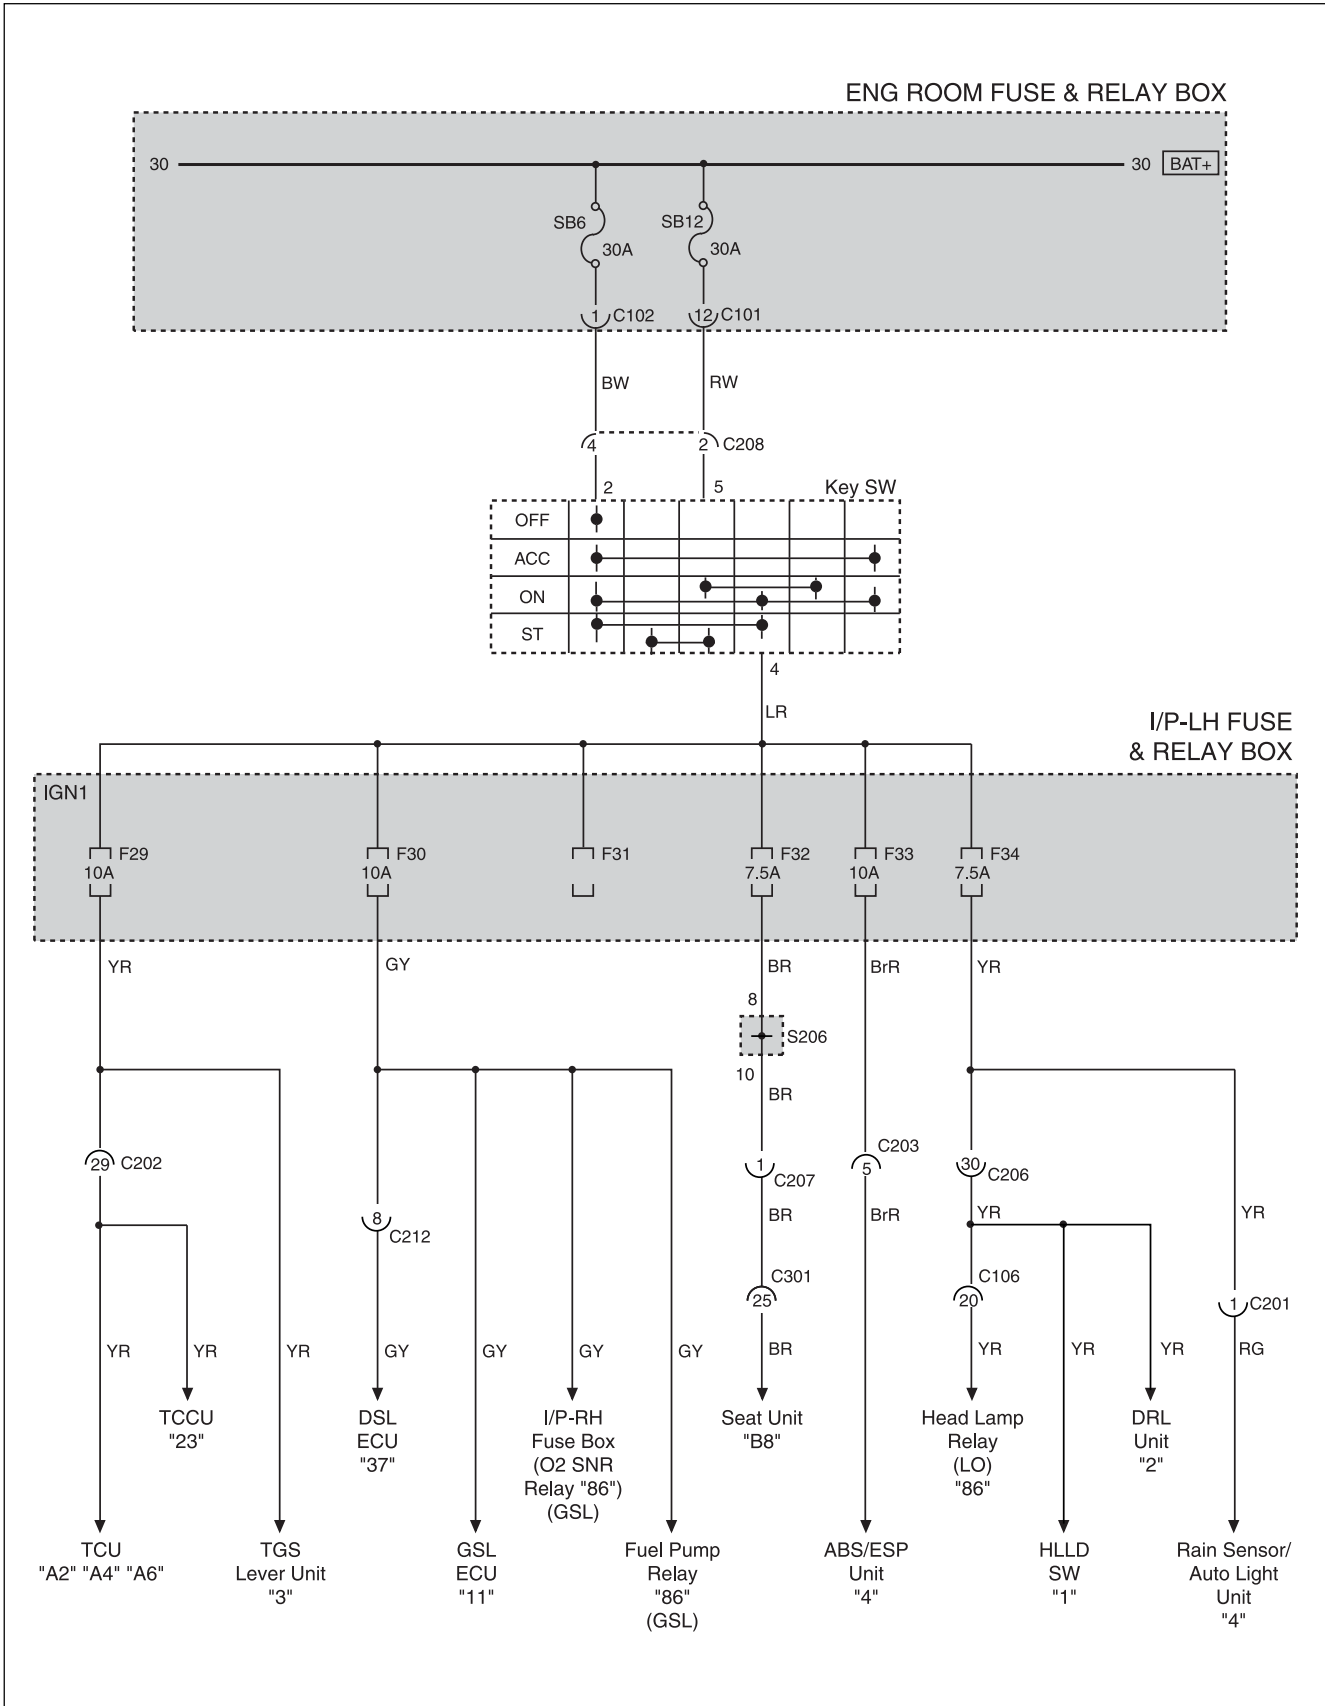 ENG ROOM FUSE & RELAY BOX
30 30 BAT+
SB6 SB12
30A 30A
1 C102 12 C101
BW RW
4 2 C208
2 5 Key SW
OFF
ACC
ON
ST
4
LR
I/P-LH FUSE
& RELAY BOX
IGN1
F29 F30 F31 F32 F33 F34
10A 10A 7.5A 10A 7.5A
YR GY BR BrR YR
8
S206
10
BR
29 C202 1 C207 C203 5 30 C206
8 C212 BR BrR YR YR
C301 25 C106 20 1 C201
YR YR YR GY GY GY GY BR YR YR YR RG
TCCU
"23"
DSL
ECU
"37"
I/P-RH
Fuse Box
(O2 SNR
Relay "86")
(GSL)
Seat Unit
"B8"
Head Lamp
Relay
(LO)
"86"
DRL
Unit
"2"
TCU
"A2" "A4" "A6"
TGS
Lever Unit
"3"
GSL
ECU
"11"
Fuel Pump
Relay
"86"
(GSL)
ABS/ESP
Unit
"4"
HLLD
SW
"1"
Rain Sensor/
Auto Light
Unit
"4"